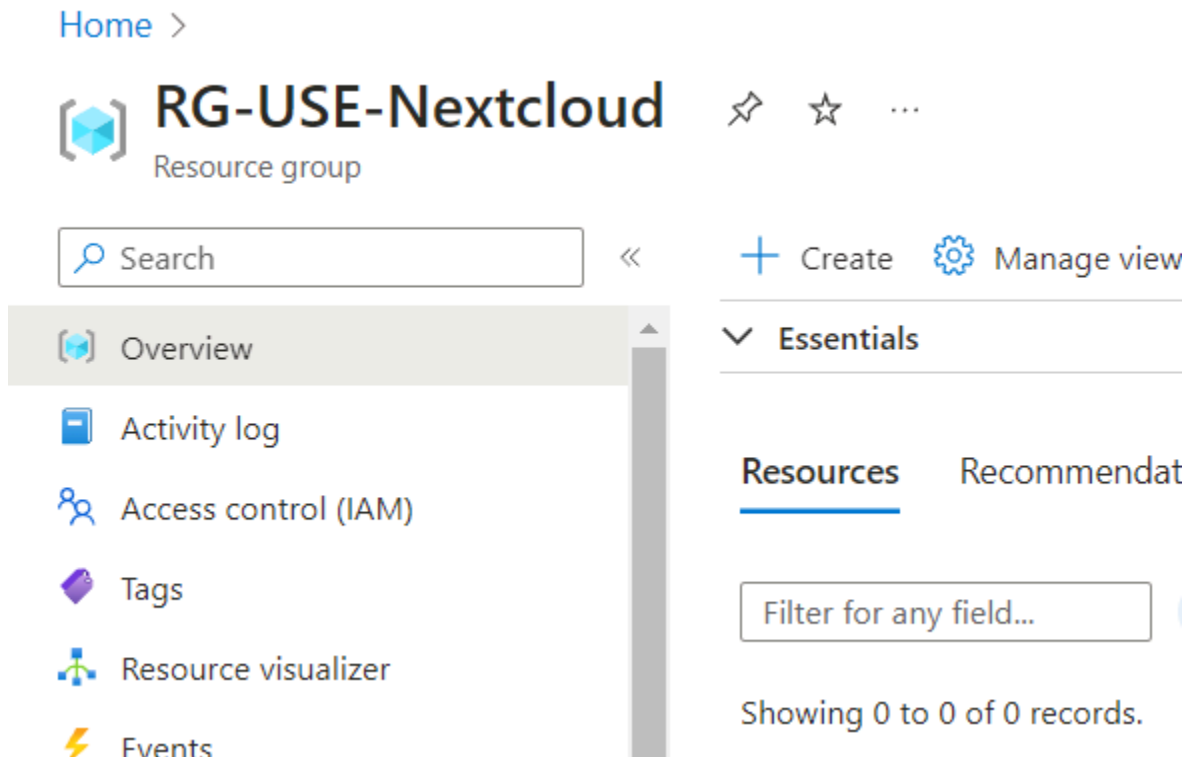 Home >
RG-USE-Nextcloud
Resource group
Search
Create
Manage view
Overview
Essentials
Activity log
Resources
Recommendat
Access control (IAM)
Tags
Filter for any field...
Resource visualizer
Showing 0 to 0 of 0 records.
Events